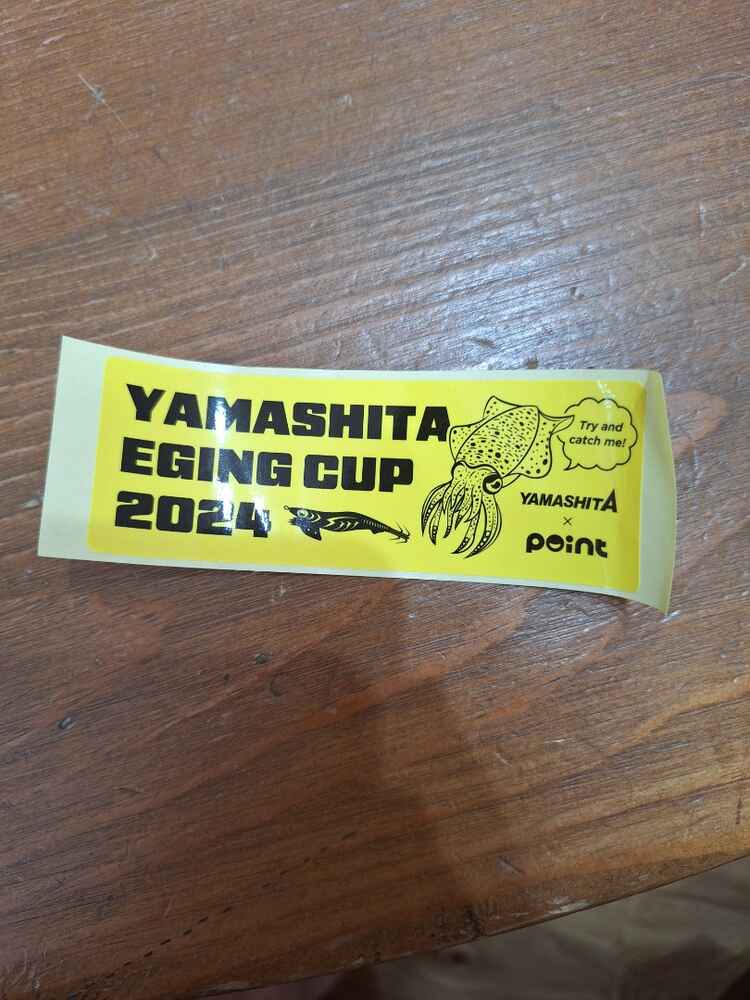 YAMASHITA
EGING CUP
2024
Try and
catch me!
YAMASHITA
×
point